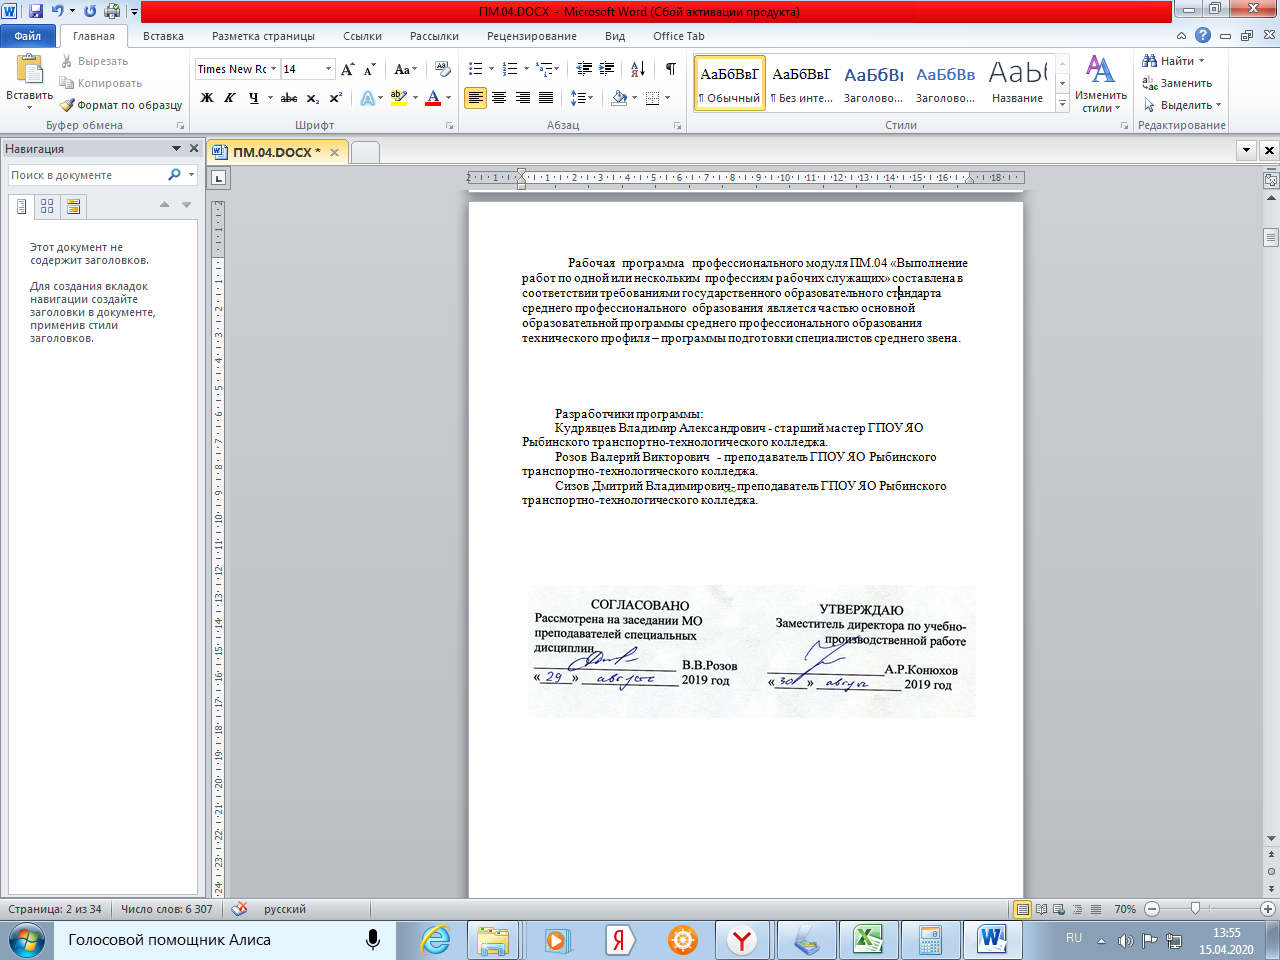 ПМ.04.DOCX - Microsoft Word (Сбой активации продукта)
Файл Главная Вставка Разметка страницы Ссылки Рассылки Рецензирование Вид Office Tab
Вставить
Вырезать
Копировать
Формат по образцу
Буфер обмена
Times New Rc 14
Ж К Ч abc x₂ x²
Шрифт
Абзац
АаБбВвГ АаБбВвГ АаБбВı АаБбВв АаБ
¶ Обычный ¶ Без инте... Заголово... Заголово... Название
Изменить стили
Стили
Найти
Заменить
Выделить
Редактирование
Навигация
Поиск в документе
Этот документ не
содержит заголовков.
Для создания вкладок
навигации создайте
заголовки в документе,
применив стили
заголовков.
ПМ.04.DOCX *
Рабочая программа профессионального модуля ПМ.04 «Выполнение
работ по одной или нескольким профессиям рабочих служащих» составлена в
соответствии требованиями государственного образовательного стандарта
среднего профессионального образования является частью основной
образовательной программы среднего профессионального образования
технического профиля – программы подготовки специалистов среднего звена.
Разработчики программы:
Кудрявцев Владимир Александрович - старший мастер ГПОУ ЯО
Рыбинского транспортно-технологического колледжа.
Розов Валерий Викторович - преподаватель ГПОУ ЯО Рыбинского
транспортно-технологического колледжа.
Сизов Дмитрий Владимирович- преподаватель ГПОУ ЯО Рыбинского
транспортно-технологического колледжа.
СОГЛАСОВАНО
Рассмотрена на заседании МО
преподавателей специальных
дисциплин
В.В.Розов
«29» августа 2019 год
УТВЕРЖДАЮ
Заместитель директора по учебно-
производственной работе
А.Р.Конюхов
«30» август 2019 год
Страница: 2 из 34 Число слов: 6 307 русский 70%
Голосовой помощник Алиса
RU
13:55
15.04.2020